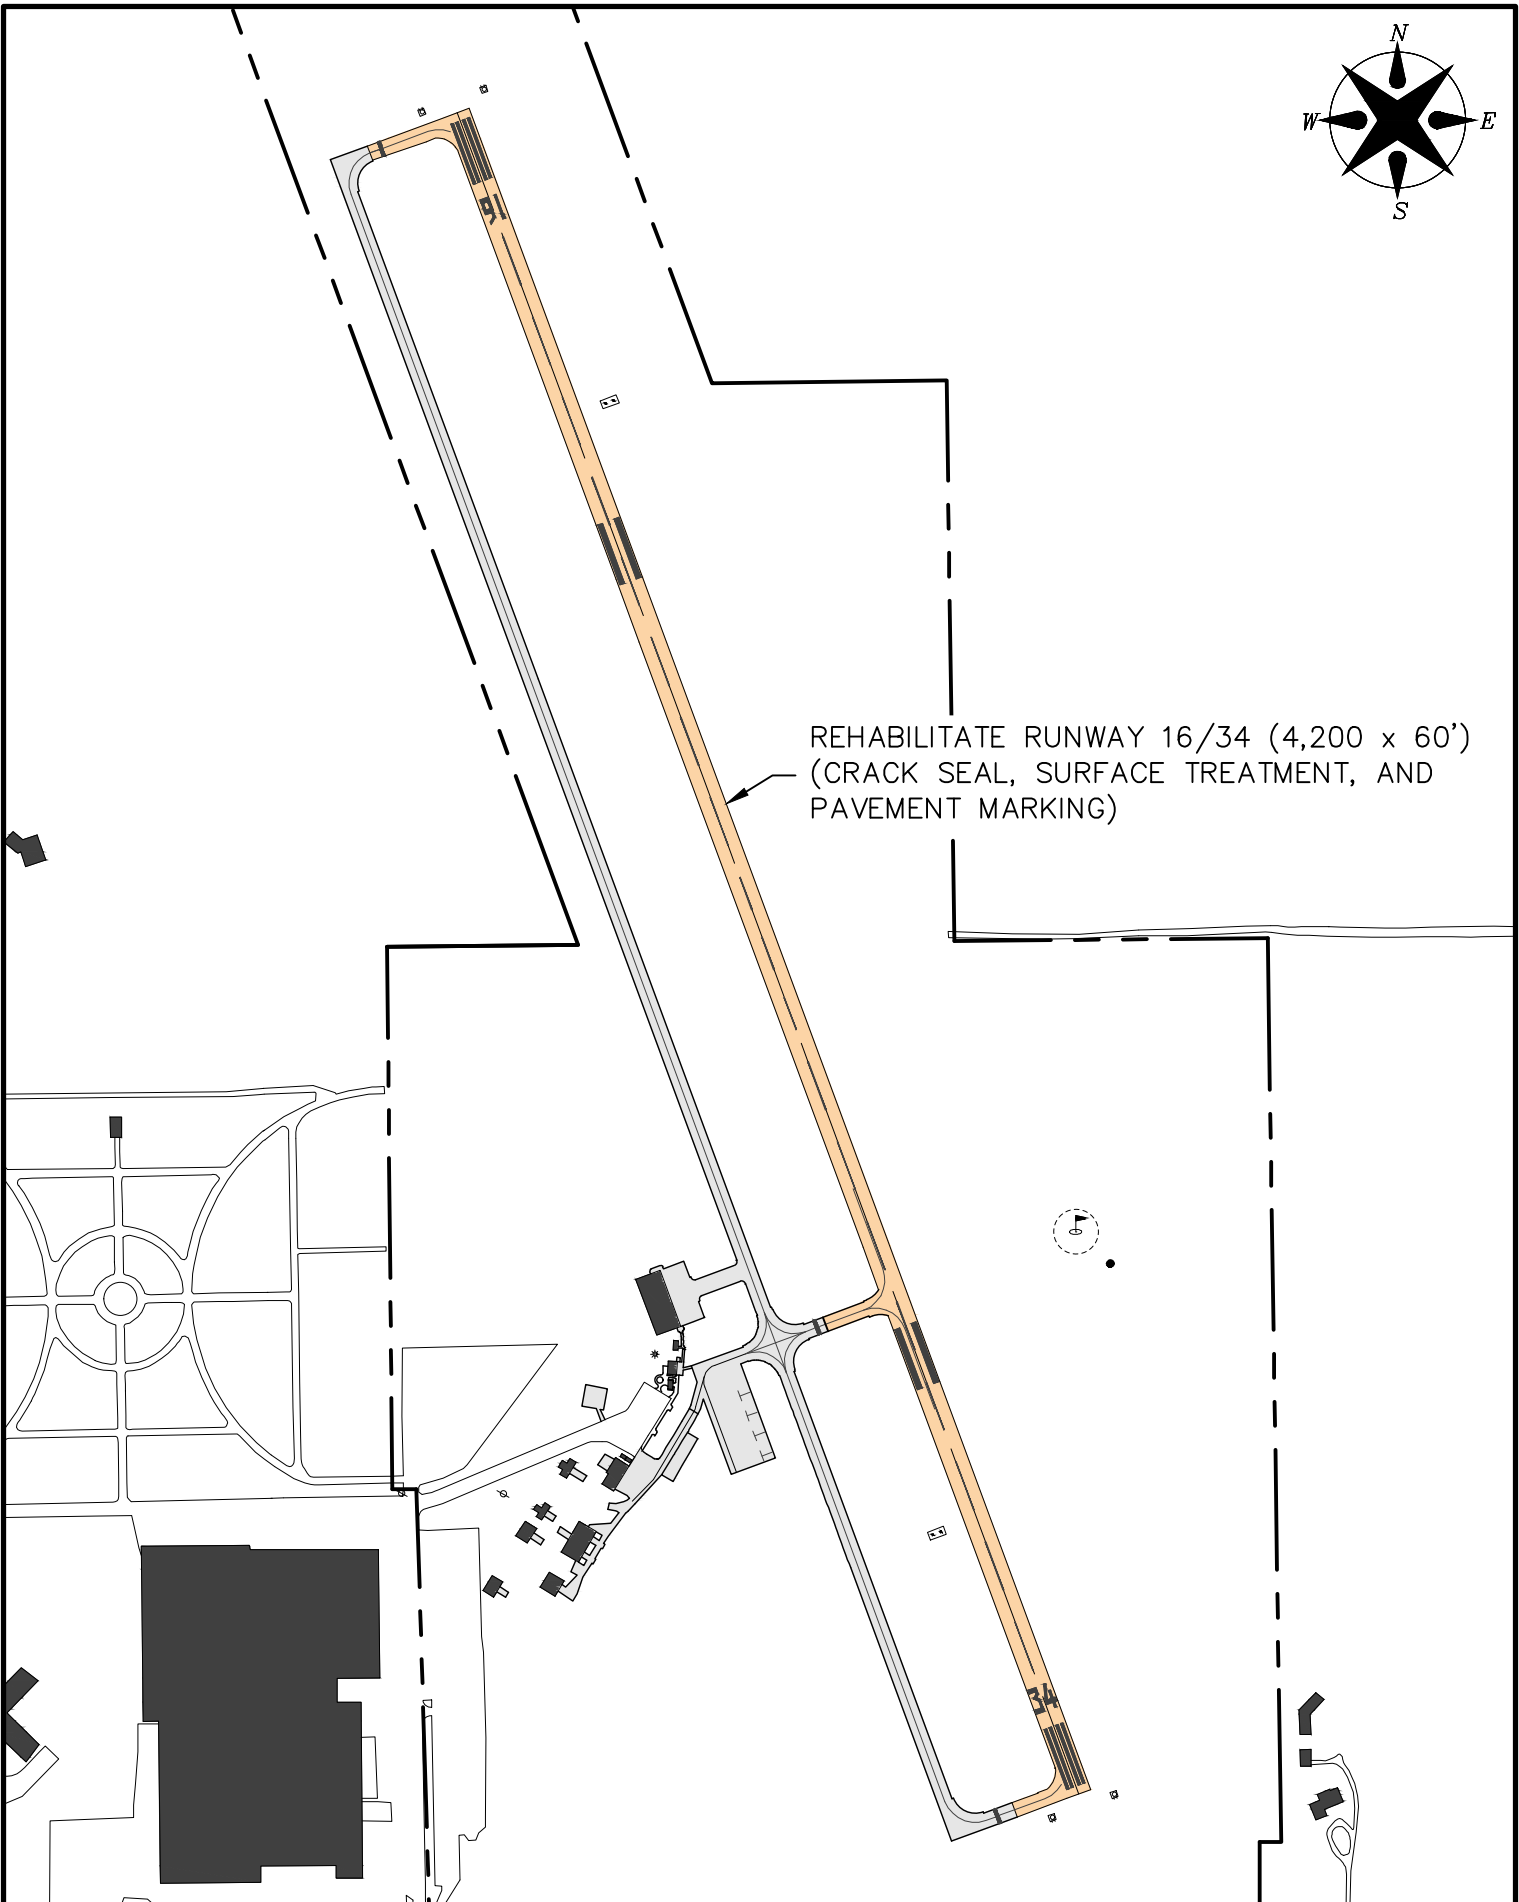 N
W
E
S
16
REHABILITATE RUNWAY 16/34 (4,200 x 60')
(CRACK SEAL, SURFACE TREATMENT, AND
PAVEMENT MARKING)
34